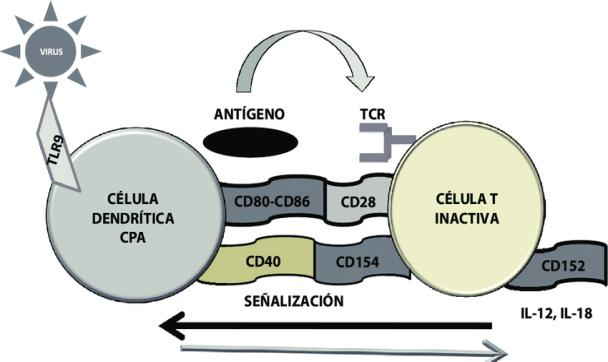 VIRUS
TLR9
ANTÍGENO
TCR
CÉLULA
DENDRÍTICA
CPA
CD80-CD86
CD28
CÉLULA T
INACTIVA
CD40
CD154
CD152
SEÑALIZACIÓN
IL-12, IL-18